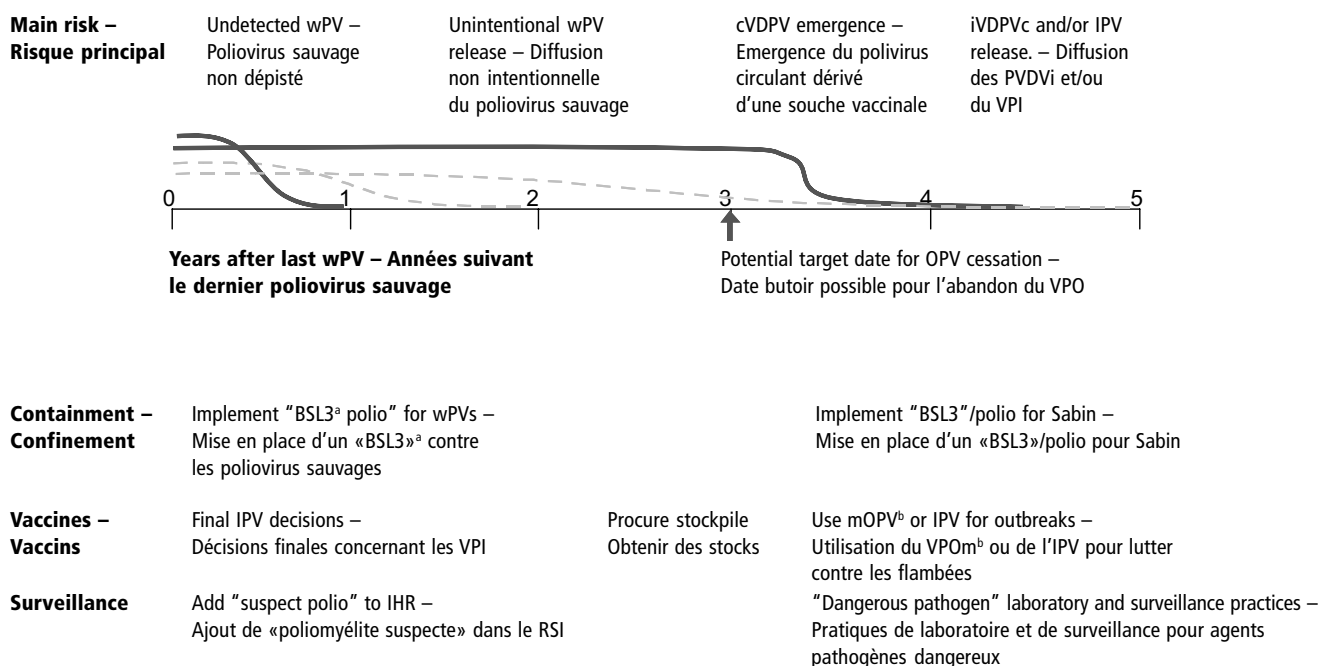 Main risk –
Risque principal
Undetected wPV –
Poliovirus sauvage
non dépisté
Unintentional wPV
release – Diffusion
non intentionnelle
du poliovirus sauvage
cVDPV emergence –
Emergence du polivirus
circulant dérivé
d'une souche vaccinale
iVDPVc and/or IPV
release. – Diffusion
des PVDVi et/ou
du VPI
0 1 2 3 4 5
Years after last wPV – Années suivant
le dernier poliovirus sauvage
Potential target date for OPV cessation –
Date butoir possible pour l'abandon du VPO
Containment –
Confinement
Implement "BSL3ᵃ polio" for wPVs –
Mise en place d'un «BSL3»ᵃ contre
les poliovirus sauvages
Implement "BSL3"/polio for Sabin –
Mise en place d'un «BSL3»/polio pour Sabin
Vaccines –
Vaccins
Final IPV decisions –
Décisions finales concernant les VPI
Procure stockpile
Obtenir des stocks
Use mOPVᵇ or IPV for outbreaks –
Utilisation du VPOmᵇ ou de l'IPV pour lutter
contre les flambées
Surveillance
Add "suspect polio" to IHR –
Ajout de «poliomyélite suspecte» dans le RSI
"Dangerous pathogen" laboratory and surveillance practices –
Pratiques de laboratoire et de surveillance pour agents
pathogènes dangereux